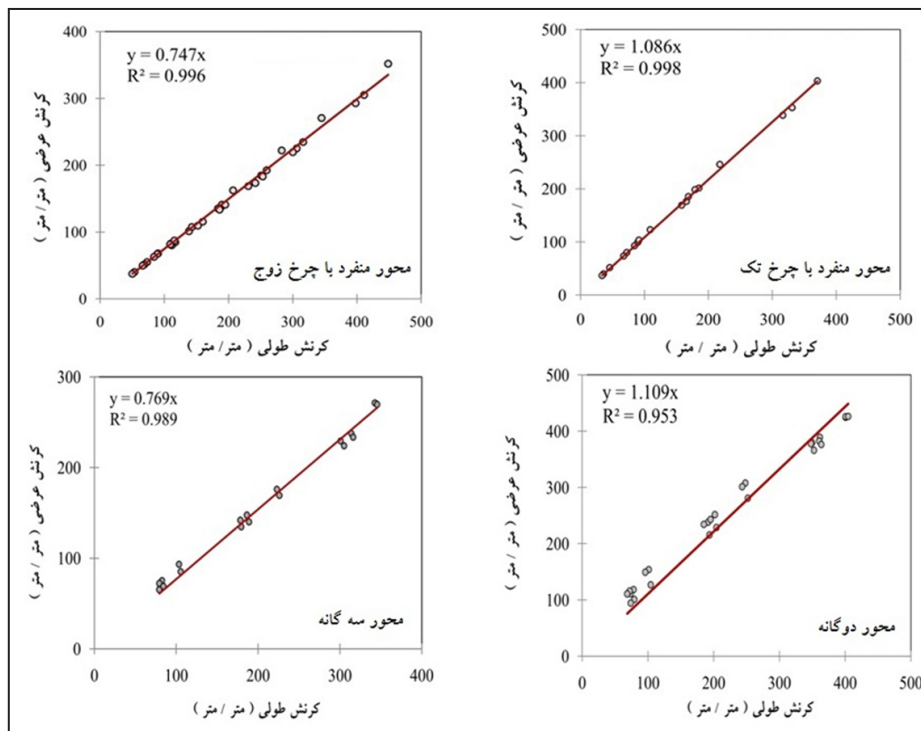 y = 0.747x
R² = 0.996
400
300
200
100
0
کرنش عرضی ( متر / متر )
محور منفرد با چرخ زوج
0 100 200 300 400 500
کرنش طولی ( متر / متر )
y = 1.086x
R² = 0.998
500
400
300
200
100
0
کرنش عرضی ( متر / متر )
محور منفرد با چرخ تک
0 100 200 300 400 500
کرنش طولی ( متر / متر )
y = 0.769x
R² = 0.989
300
200
100
0
کرنش عرضی ( متر / متر )
محور سه گانه
0 100 200 300 400
کرنش طولی ( متر / متر )
y = 1.109x
R² = 0.953
500
400
300
200
100
0
کرنش عرضی ( متر / متر )
محور دوگانه
0 100 200 300 400 500
کرنش طولی ( متر / متر )